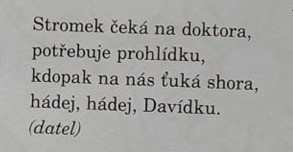 Stromek čeká na doktora,
potřebuje prohlídku,
kdopak na nás ťuká shora,
hádej, hádej, Davídku.
(datel)